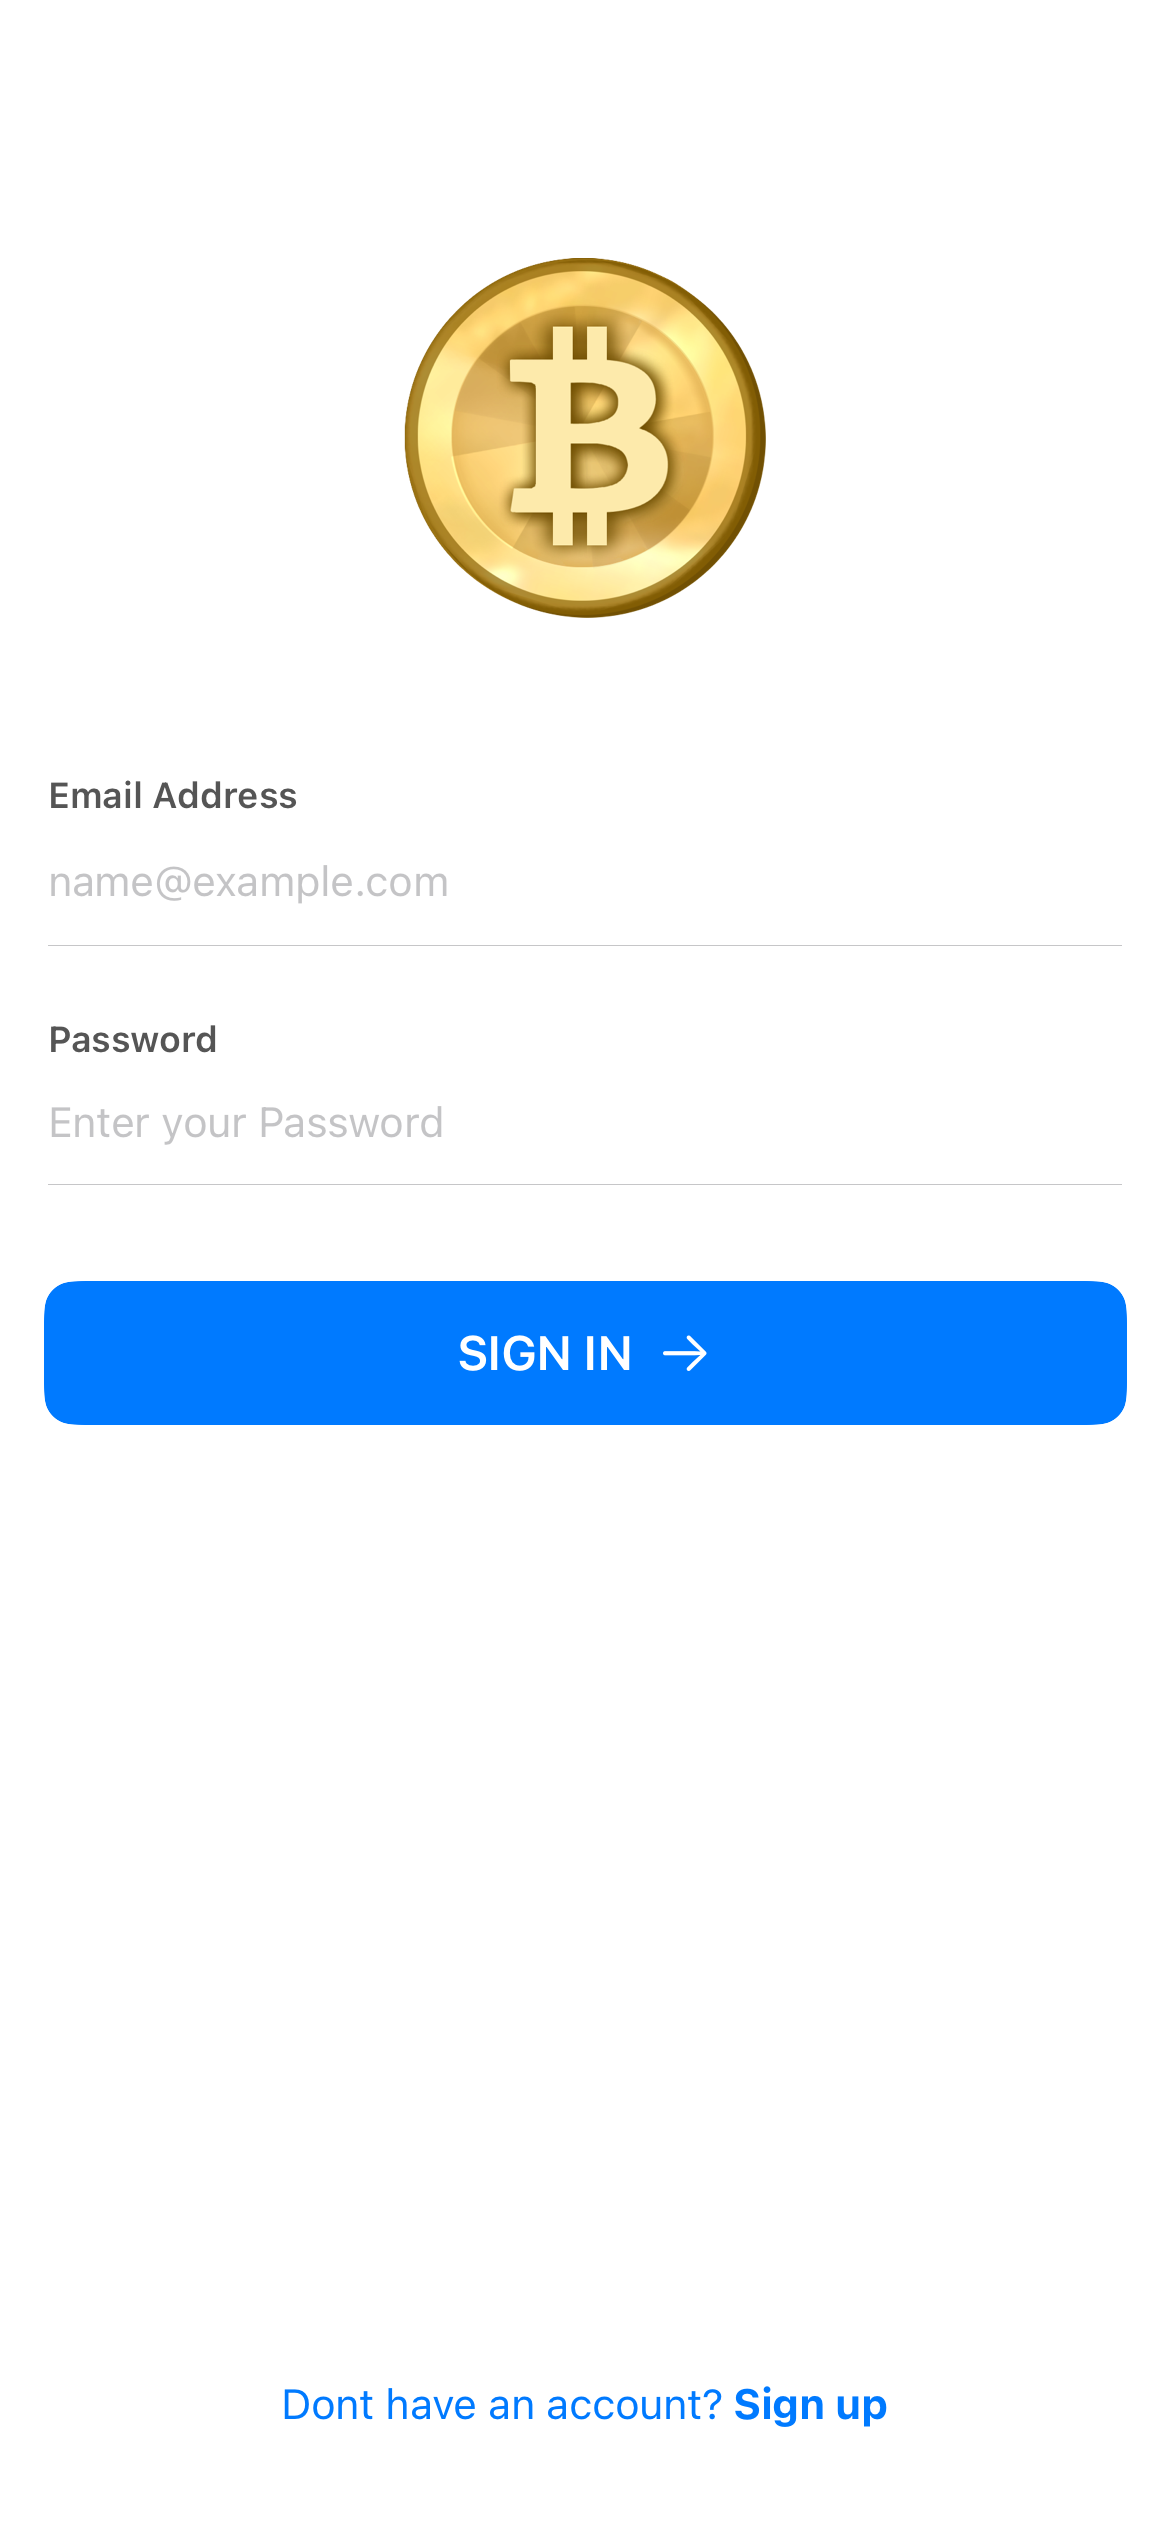 Email Address
name@example.com
Password
Enter your Password
SIGN IN →
Dont have an account? Sign up